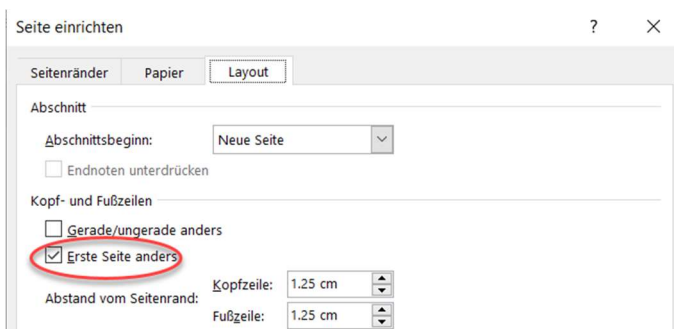 Seite einrichten ?
Seitenränder Papier Layout
Abschnitt
Abschnittsbeginn: Neue Seite
Endnoten unterdrücken
Kopf- und Fußzeilen
Gerade/ungerade anders
Erste Seite anders
Abstand vom Seitenrand:
Kopfzeile: 1.25 cm
Fußzeile: 1.25 cm